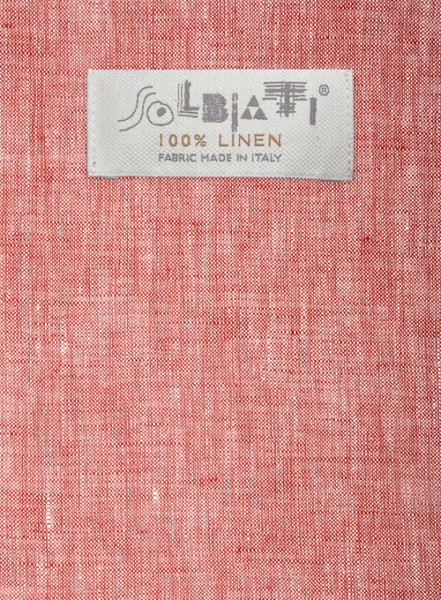 SOLBIATI®
100% LINEN
FABRIC MADE IN ITALY